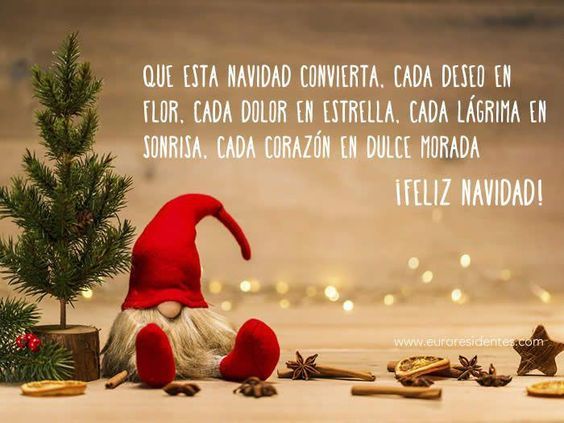 QUE ESTA NAVIDAD CONVIERTA, CADA DESEO EN
FLOR, CADA DOLOR EN ESTRELLA, CADA LÁGRIMA EN
SONRISA, CADA CORAZÓN EN DULCE MORADA
¡FELIZ NAVIDAD!
www.euroresidentes.com